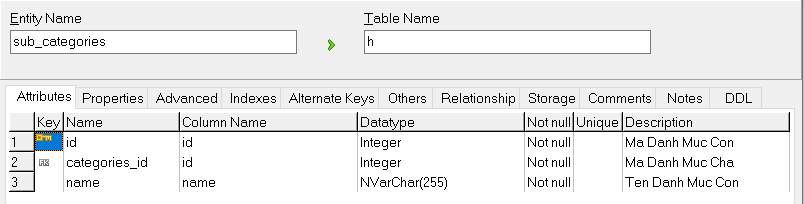 Entity Name Table Name
sub_categories h
Attributes Properties Advanced Indexes Alternate Keys Others Relationship Storage Comments Notes DDL
Key Name Column Name Datatype Not null Unique Description
1 id id Integer Not null Ma Danh Muc Con
2 FK categories_id id Integer Not null Ma Danh Muc Cha
3 name name NVarChar(255) Not null Ten Danh Muc Con